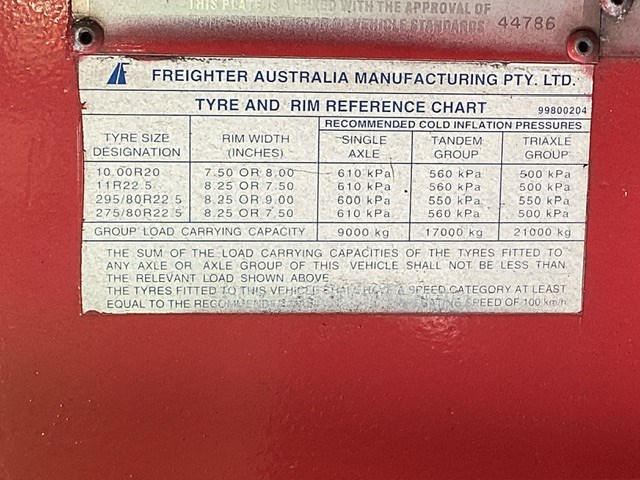 THIS PLATE IS APPLIED WITH THE APPROVAL OF
OF VEHICLE STANDARDS 44786
FREIGHTER AUSTRALIA MANUFACTURING PTY. LTD.
TYRE AND RIM REFERENCE CHART 99800204
RECOMMENDED COLD INFLATION PRESSURES
TYRE SIZE RIM WIDTH SINGLE TANDEM TRIAXLE
DESIGNATION (INCHES) AXLE GROUP GROUP
10.00R20 7.50 OR 8.00 610 kPa 560 kPa 500 kPa
11R22.5 8.25 OR 7.50 610 kPa 560 kPa 500 kPa
295/80R22.5 8.25 OR 9.00 600 kPa 550 kPa 550 kPa
275/80R22.5 8.25 OR 7.50 610 kPa 560 kPa 500 kPa
GROUP LOAD CARRYING CAPACITY 9000 kg 17000 kg 21000 kg
THE SUM OF THE LOAD CARRYING CAPACITIES OF THE TYRES FITTED TO
ANY AXLE OR AXLE GROUP OF THIS VEHICLE SHALL NOT BE LESS THAN
THE RELEVANT LOAD SHOWN ABOVE
THE TYRES FITTED TO THIS VEHICLE SHALL HAVE A SPEED CATEGORY AT LEAST
EQUAL TO THE RECOMMENDED SPEED OF 100 km/h